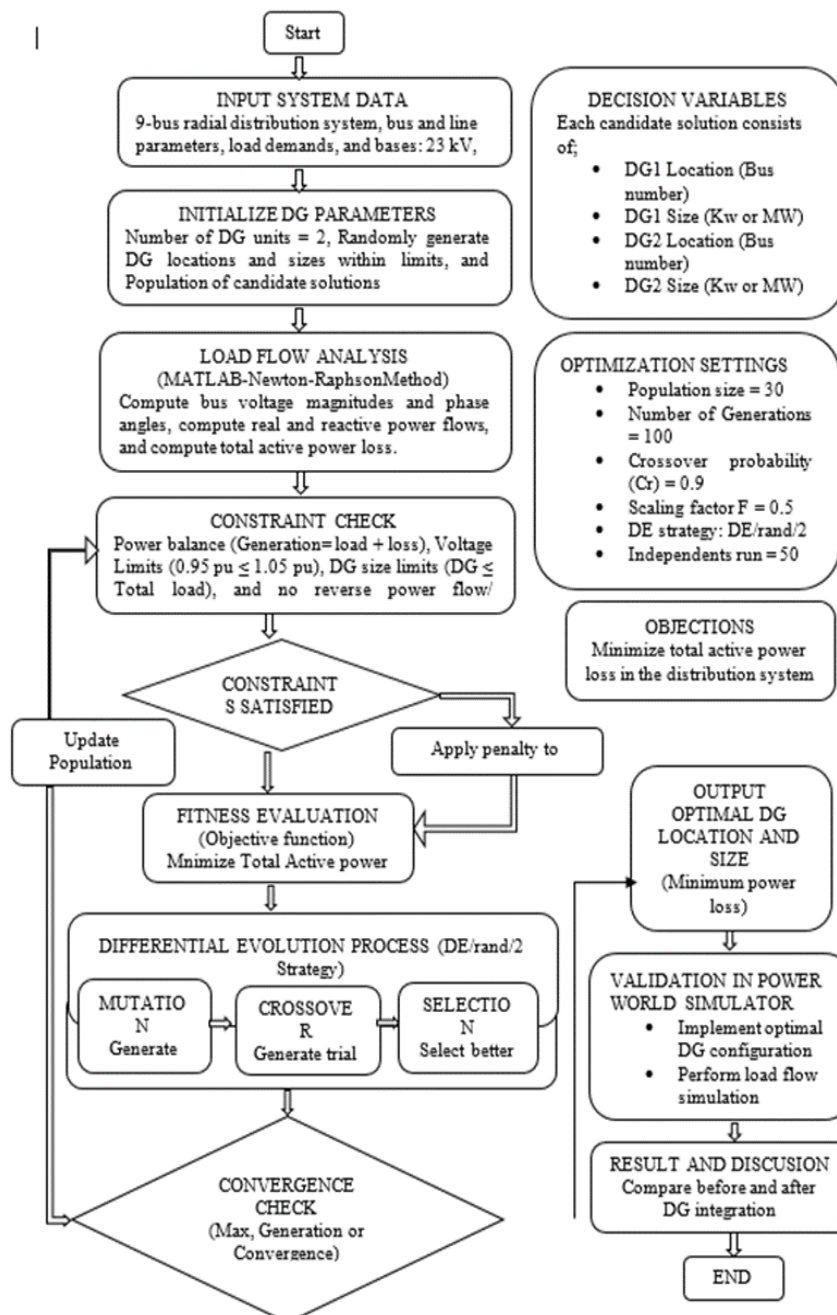 Start
INPUT SYSTEM DATA
9-bus radial distribution system, bus and line
parameters, load demands, and bases: 23 kV,
INITIALIZE DG PARAMETERS
Number of DG units = 2, Randomly generate
DG locations and sizes within limits, and
Population of candidate solutions
LOAD FLOW ANALYSIS
(MATLAB-Newton-RaphsonMethod)
Compute bus voltage magnitudes and phase
angles, compute real and reactive power flows,
and compute total active power loss.
CONSTRAINT CHECK
Power balance (Generation= load + loss), Voltage
Limits (0.95 pu ≤ 1.05 pu), DG size limits (DG ≤
Total load), and no reverse power flow/
CONSTRAINT
S SATISFIED
Update
Population
Apply penalty to
FITNESS EVALUATION
(Objective function)
Mnimize Total Active power
DIFFERENTIAL EVOLUTION PROCESS (DE/rand/2
Strategy)
MUTATIO
N
Generate
CROSSOVE
R
Generate trial
SELECTIO
N
Select better
CONVERGENCE
CHECK
(Max, Generation or
Convergence)
DECISION VARIABLES
Each candidate solution consists
of;
• DG1 Location (Bus
number)
• DG1 Size (Kw or MW)
• DG2 Location (Bus
number)
• DG2 Size (Kw or MW)
OPTIMIZATION SETTINGS
• Population size = 30
• Number of Generations
= 100
• Crossover probability
(Cr) = 0.9
• Scaling factor F = 0.5
• DE strategy: DE/rand/2
• Independents run = 50
OBJECTIONS
Minimize total active power
loss in the distribution system
OUTPUT
OPTIMAL DG
LOCATION AND
SIZE
(Minimum power
loss)
VALIDATION IN POWER
WORLD SIMULATOR
• Implement optimal
DG configuration
• Perform load flow
simulation
RESULT AND DISCUSION
Compare before and after
DG integration
END